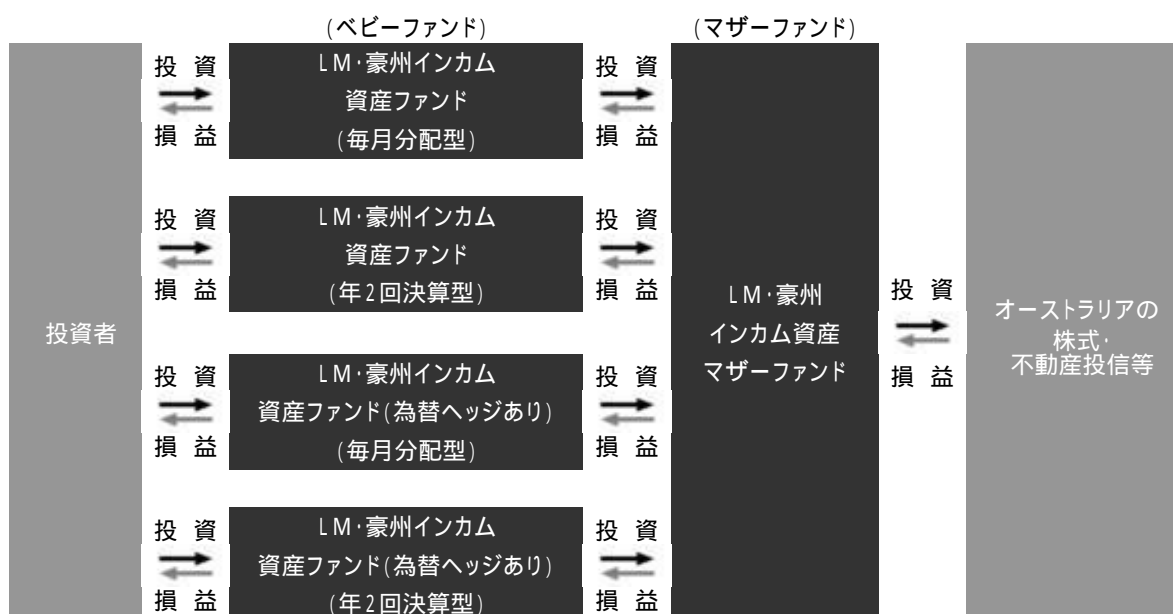 (ベビーファンド)
(マザーファンド)
投資者
投資
損益
LM・豪州インカム
資産ファンド
(毎月分配型)
投資
損益
投資
損益
LM・豪州インカム
資産ファンド
(年2回決算型)
投資
損益
投資
損益
LM・豪州インカム
資産ファンド(為替ヘッジあり)
(毎月分配型)
投資
損益
投資
損益
LM・豪州インカム
資産ファンド(為替ヘッジあり)
(年2回決算型)
投資
損益
LM・豪州
インカム資産
マザーファンド
投資
損益
オーストラリアの
株式・
不動産投信等